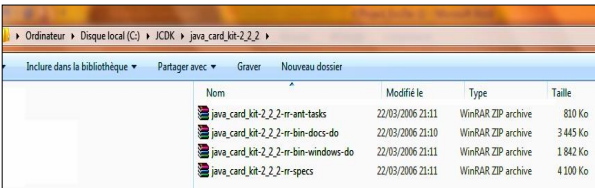 Ordinateur ▸ Disque local (C:) ▸ JCDK ▸ java_card_kit-2_2_2 ▸
Inclure dans la bibliothèque ▾ Partager avec ▾ Graver Nouveau dossier
Nom Modifié le Type Taille
java_card_kit-2_2_2-rr-ant-tasks 22/03/2006 21:11 WinRAR ZIP archive 810 Ko
java_card_kit-2_2_2-rr-bin-docs-do 22/03/2006 21:10 WinRAR ZIP archive 3 445 Ko
java_card_kit-2_2_2-rr-bin-windows-do 22/03/2006 21:11 WinRAR ZIP archive 1 842 Ko
java_card_kit-2_2_2-rr-specs 22/03/2006 21:11 WinRAR ZIP archive 4 100 Ko